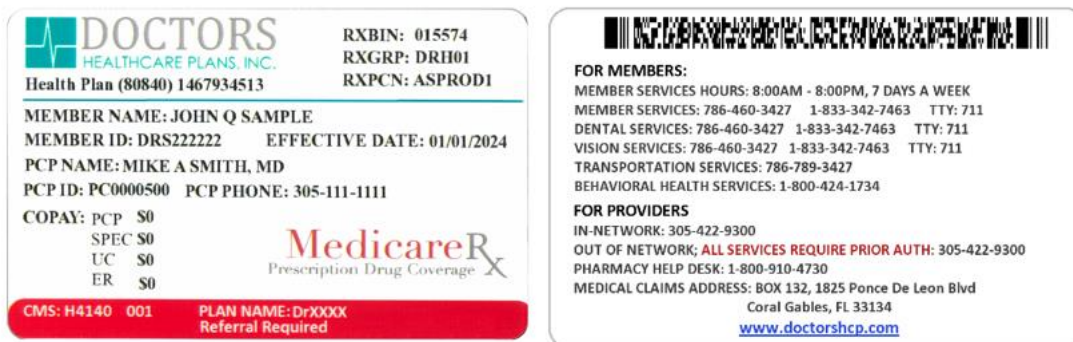 DOCTORS
HEALTHCARE PLANS, INC.
Health Plan (80840) 1467934513
RXBIN: 015574
RXGRP: DRH01
RXPCN: ASPROD1
MEMBER NAME: JOHN Q SAMPLE
MEMBER ID: DRS222222 EFFECTIVE DATE: 01/01/2024
PCP NAME: MIKE A SMITH, MD
PCP ID: PC0000500 PCP PHONE: 305-111-1111
COPAY: PCP $0
SPEC $0
UC $0
ER $0
MedicareRx
Prescription Drug Coverage
CMS: H4140 001 PLAN NAME: DrXXXX
Referral Required
FOR MEMBERS:
MEMBER SERVICES HOURS: 8:00AM - 8:00PM, 7 DAYS A WEEK
MEMBER SERVICES: 786-460-3427 1-833-342-7463 TTY: 711
DENTAL SERVICES: 786-460-3427 1-833-342-7463 TTY: 711
VISION SERVICES: 786-460-3427 1-833-342-7463 TTY: 711
TRANSPORTATION SERVICES: 786-789-3427
BEHAVIORAL HEALTH SERVICES: 1-800-424-1734
FOR PROVIDERS
IN-NETWORK: 305-422-9300
OUT OF NETWORK; ALL SERVICES REQUIRE PRIOR AUTH: 305-422-9300
PHARMACY HELP DESK: 1-800-910-4730
MEDICAL CLAIMS ADDRESS: BOX 132, 1825 Ponce De Leon Blvd
Coral Gables, FL 33134
www.doctorshcp.com